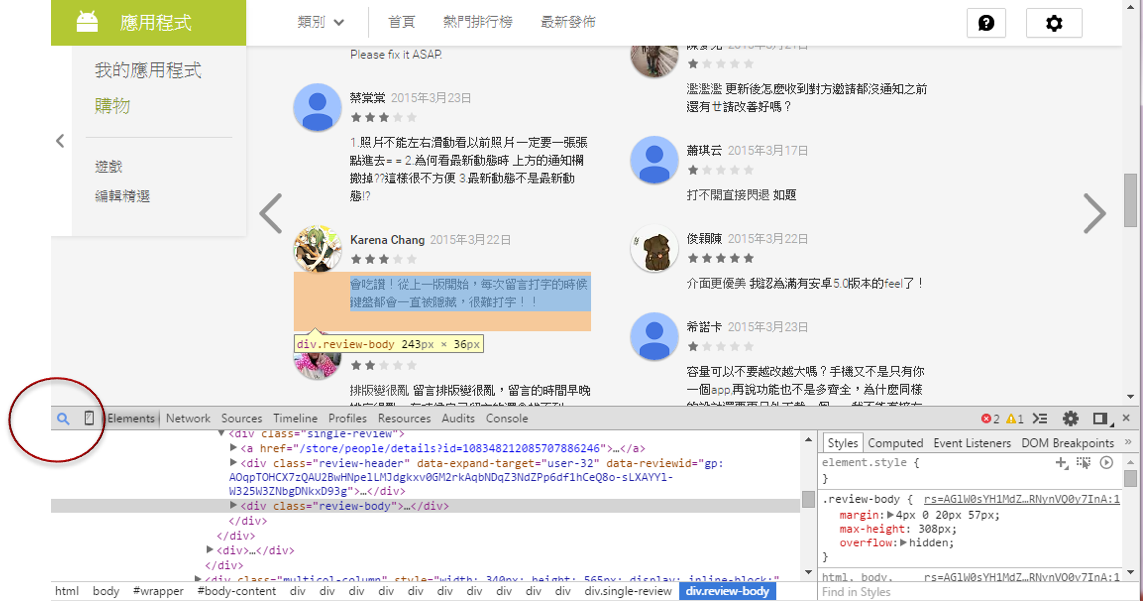 應用程式
類別
首頁
熱門排行榜
最新發佈
我的應用程式
購物
遊戲
編輯精選
Please fix it ASAP.
蔡棠棠 2015年3月23日
1.照片不能左右滑動看以前照片一定要一張張
點進去== 2.為何看最新動態時 上方的通知欄
撇掉??這樣很不方便 3.最新動態不是最新動
態!?
Karena Chang 2015年3月22日
會吃讚！從上一版開始，每次留言打字的時候
鍵盤都會一直被隱藏，很難打字！！
div.review-body 243px × 36px
排版變很亂 留言排版變很亂，留言的時間早晚
濫濫濫 更新後怎麼收到對方邀請都沒通知之前
還有ㄝ請改善好嗎？
蕭琪云 2015年3月17日
打不開直接閃退 如題
俊穎陳 2015年3月22日
介面更優美 我認為滿有安卓5.0版本的feel了！
希諾卡 2015年3月23日
容量可以不要越改越大嗎？手機又不是只有你
一個app.再說功能也不是多齊全，為什麼同樣
Elements Network Sources Timeline Profiles Resources Audits Console
2 1
<div class="single-review">
<a href="/store/people/details?id=108348212085707886246">…</a>
<div class="review-header" data-expand-target="user-32" data-reviewid="gp:
AOqpTOHCX7zQAU2BwHNpelLMJdgkxv0GM2rkAqbNDqZ3NdZPp6df1hCeQ8o-sLXAYYl-
W325W3ZNbgDNkxD93g">…</div>
<div class="review-body">…</div>
</div>
</div>
<div>…</div>
</div>
<div class="multicol-column" style="width: 340px; height: 565px; display: inline-block;"
html body #wrapper #body-content div div div div div div div div div div div.single-review div.review-body
Styles Computed Event Listeners DOM Breakpoints »
element.style {
}
.review-body { rs=AGlW0sYH1MdZ…RNynVQ0y7InA:1
margin:4px 0 20px 57px;
max-height: 308px;
overflow:hidden;
}
html, body, rs=AGlW0sYH1MdZ…RNynVQ0y7InA:1
Find in Styles